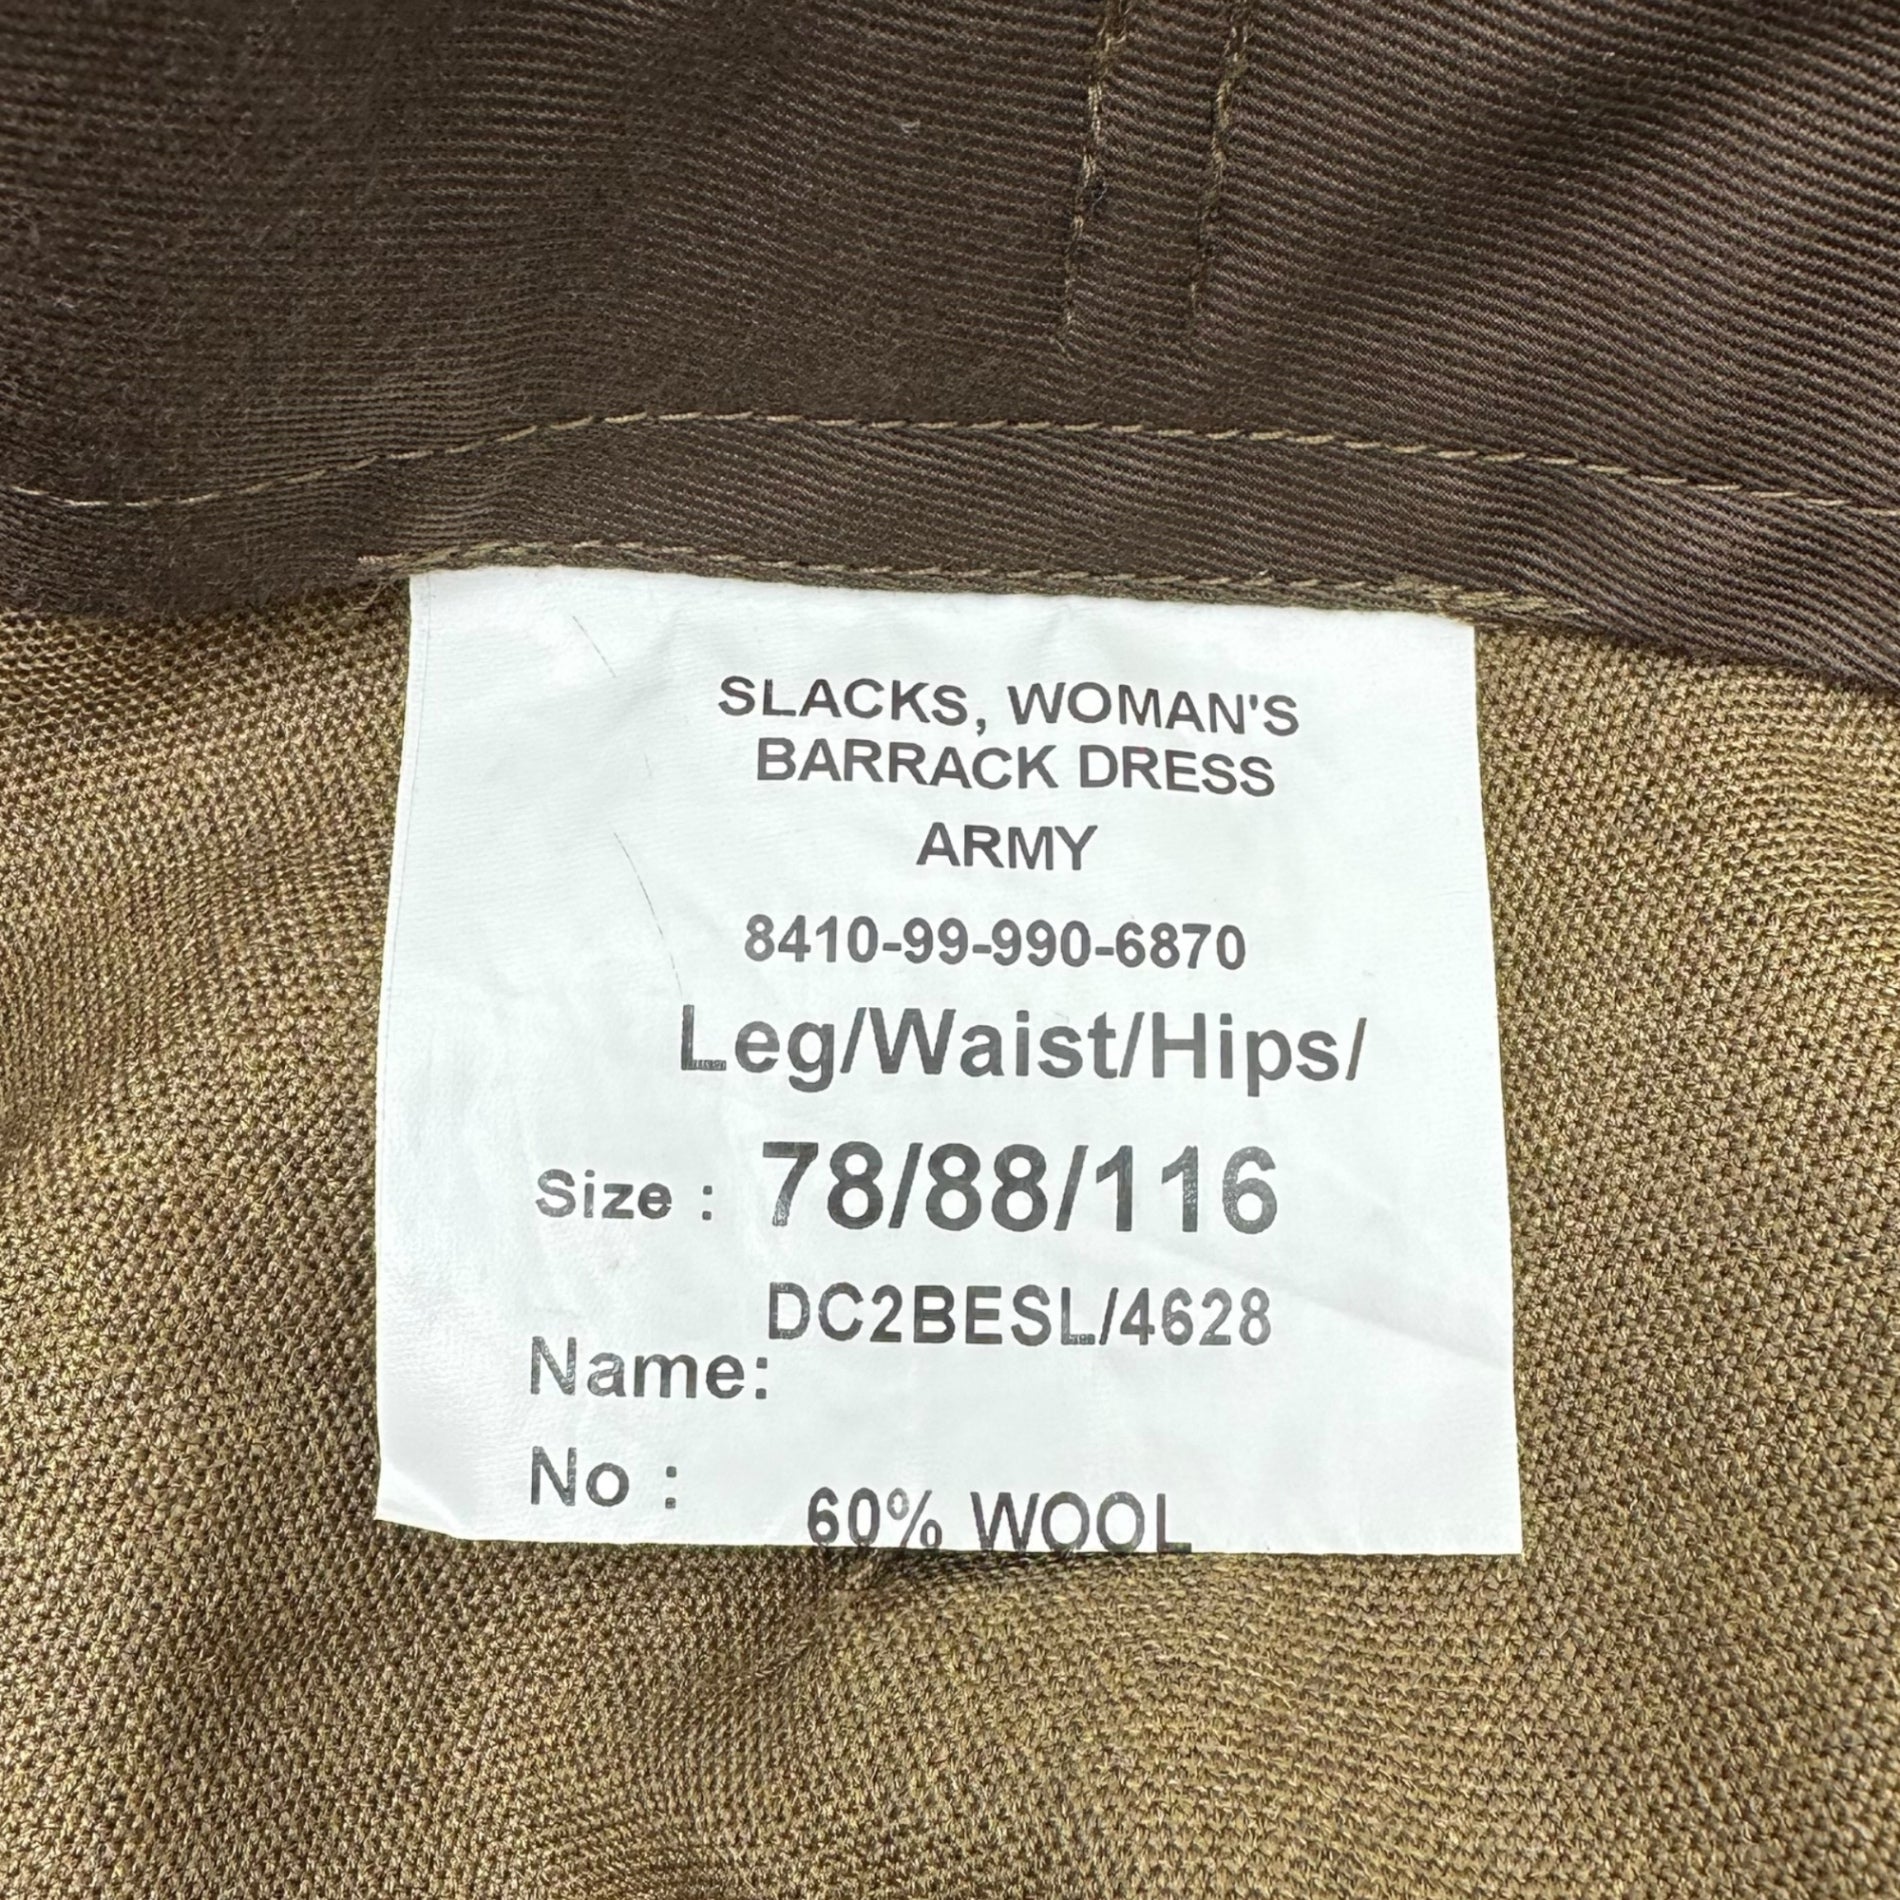 SLACKS, WOMAN'S
BARRACK DRESS
ARMY
8410-99-990-6870
Leg/Waist/Hips/
Size : 78/88/116
DC2BESL/4628
Name:
No :
60% WOOL